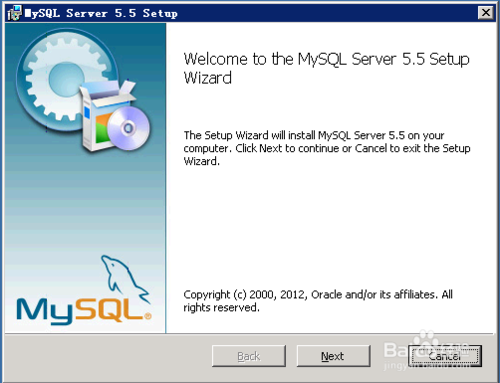 MySQL Server 5.5 Setup
Welcome to the MySQL Server 5.5 Setup
Wizard
The Setup Wizard will install MySQL Server 5.5 on your
computer. Click Next to continue or Cancel to exit the Setup
Wizard.
MySQL®
Copyright (c) 2000, 2012, Oracle and/or its affiliates. All
rights reserved.
Back
Next
Cancel